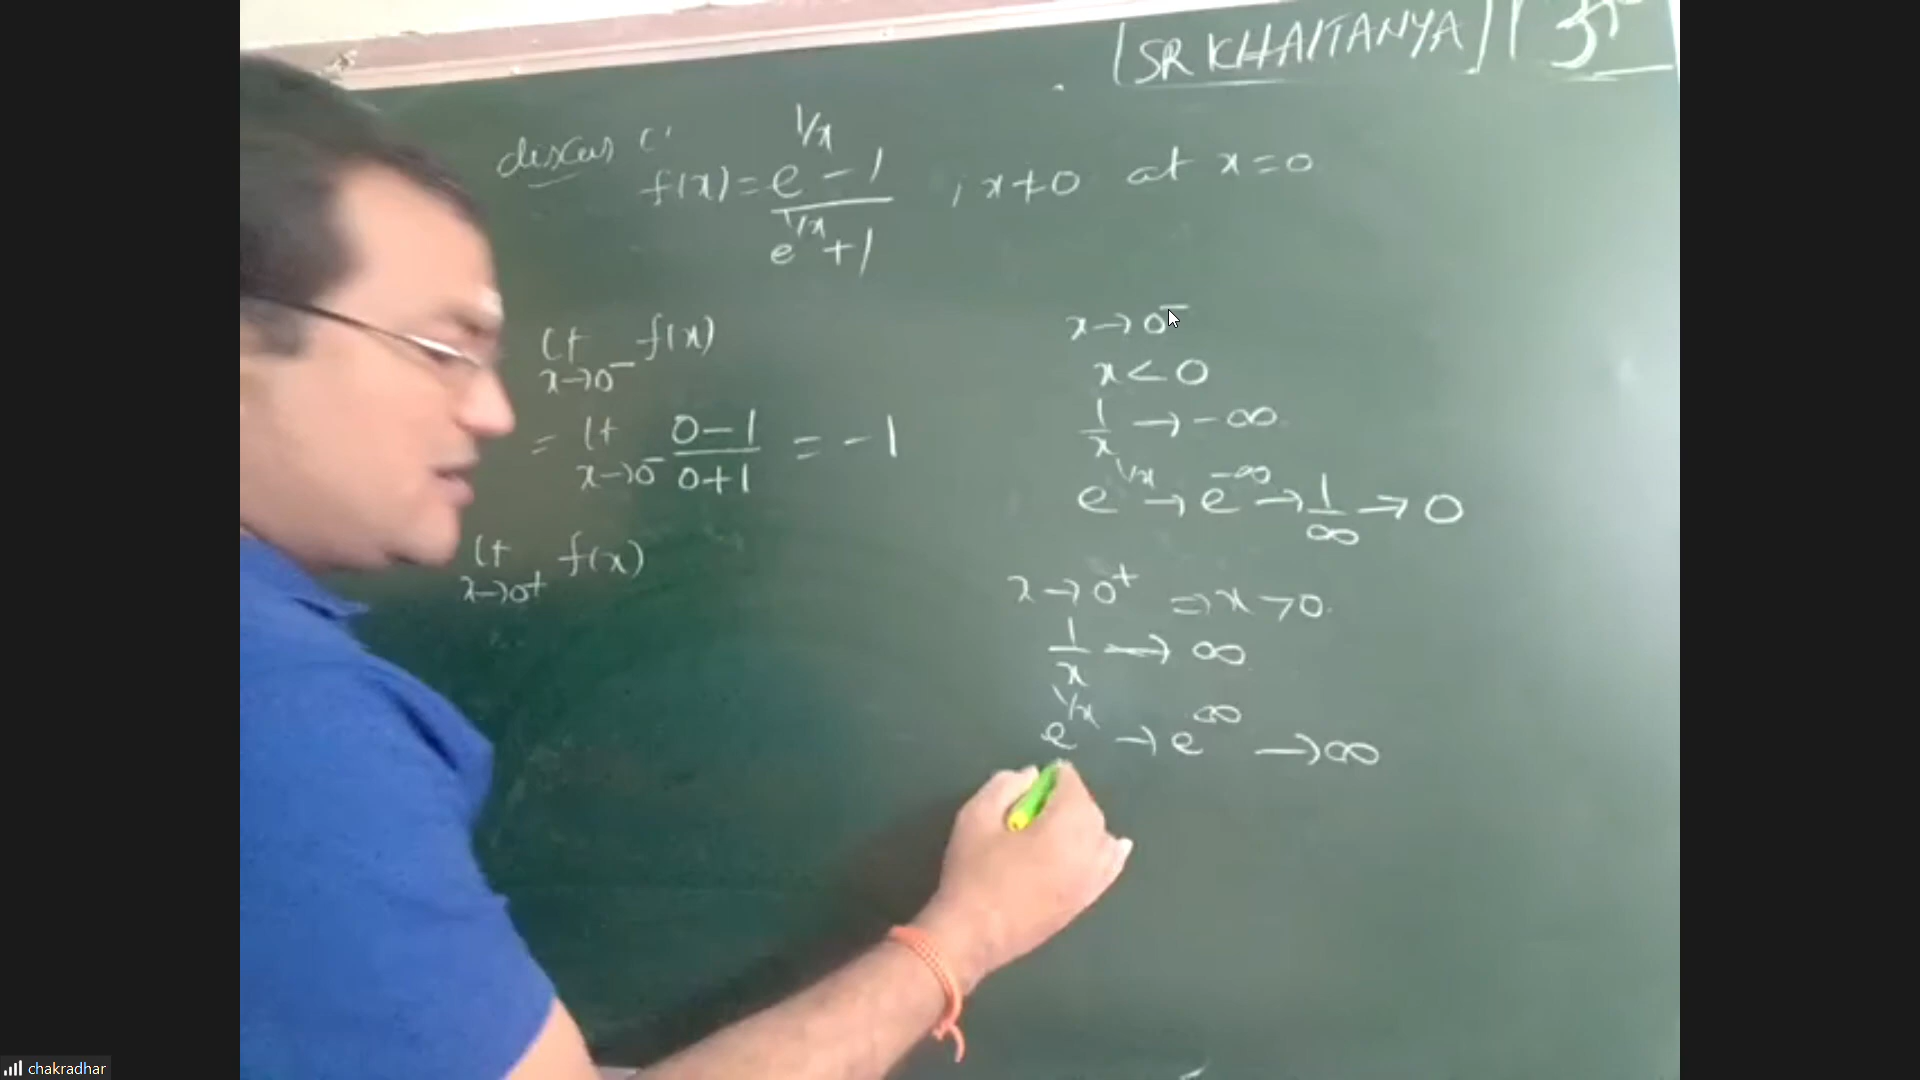 SR KHAITANYA
discus
f(x) = e^{1/x} - 1 / e^{1/x} + 1 , x ≠ 0 at x = 0
lt x→0⁻ f(x)
= lt x→0⁻ 0-1 / 0+1 = -1
lt x→0+ f(x)
x→0⁻
x<0
1/x → -∞
e^{1/x} → e^{-∞} → 1/∞ → 0
x→0+ ⇒ x>0.
1/x → ∞
e^{1/x} → e^{∞} → ∞
chakradhar